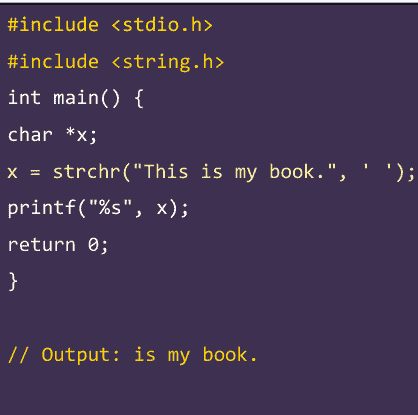 #include <stdio.h>
#include <string.h>
int main() {
char *x;
x = strchr("This is my book.", ' ');
printf("%s", x);
return 0;
}
// Output: is my book.